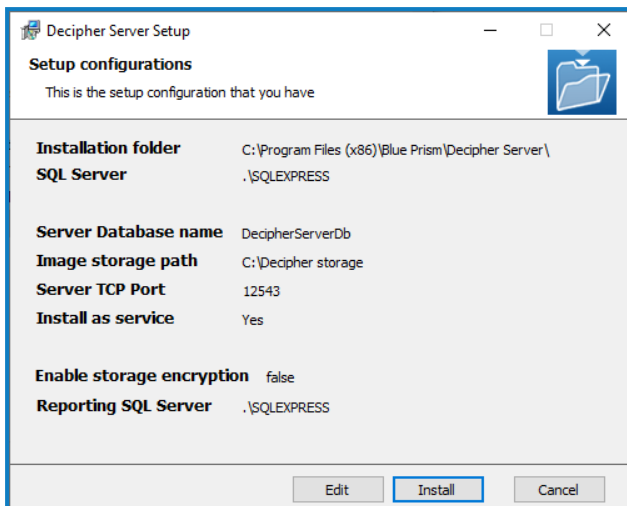 Decipher Server Setup
Setup configurations
This is the setup configuration that you have
Installation folder C:\Program Files (x86)\Blue Prism\Decipher Server\
SQL Server .\SQLEXPRESS
Server Database name DecipherServerDb
Image storage path C:\Decipher storage
Server TCP Port 12543
Install as service Yes
Enable storage encryption false
Reporting SQL Server .\SQLEXPRESS
Edit Install Cancel